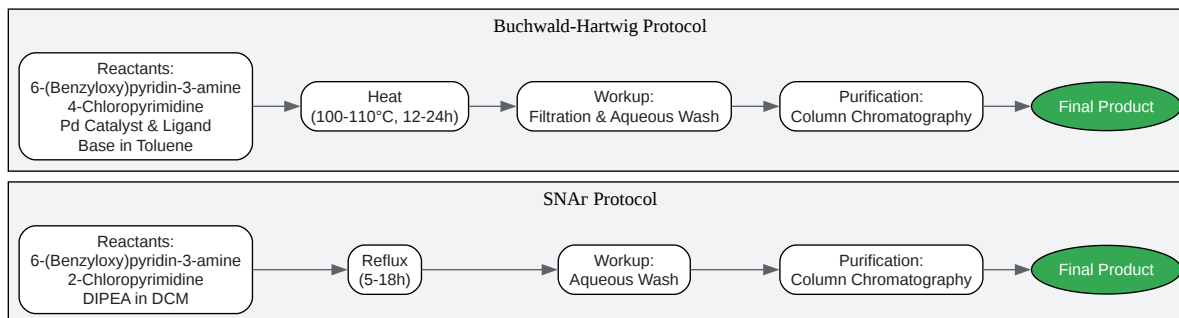 Buchwald-Hartwig Protocol
Reactants:
6-(Benzyloxy)pyridin-3-amine
4-Chloropyrimidine
Pd Catalyst & Ligand
Base in Toluene
Heat
(100-110°C, 12-24h)
Workup:
Filtration & Aqueous Wash
Purification:
Column Chromatography
Final Product
SNAr Protocol
Reactants:
6-(Benzyloxy)pyridin-3-amine
2-Chloropyrimidine
DIPEA in DCM
Reflux
(5-18h)
Workup:
Aqueous Wash
Purification:
Column Chromatography
Final Product